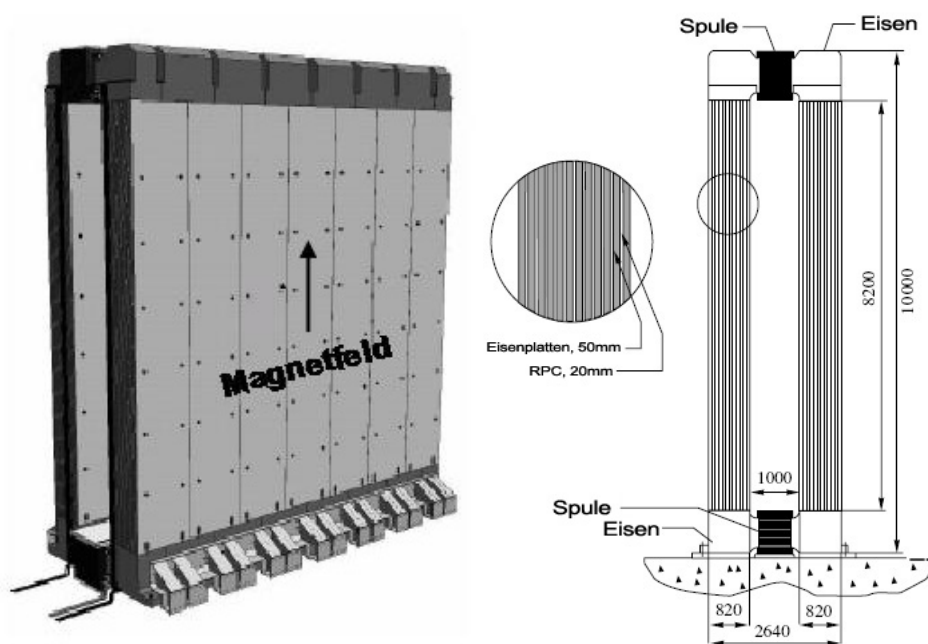 Magnetfeld
Spule
Eisen
Eisenplatten, 50mm
RPC, 20mm
8200
10000
1000
Spule
Eisen
820
820
2640